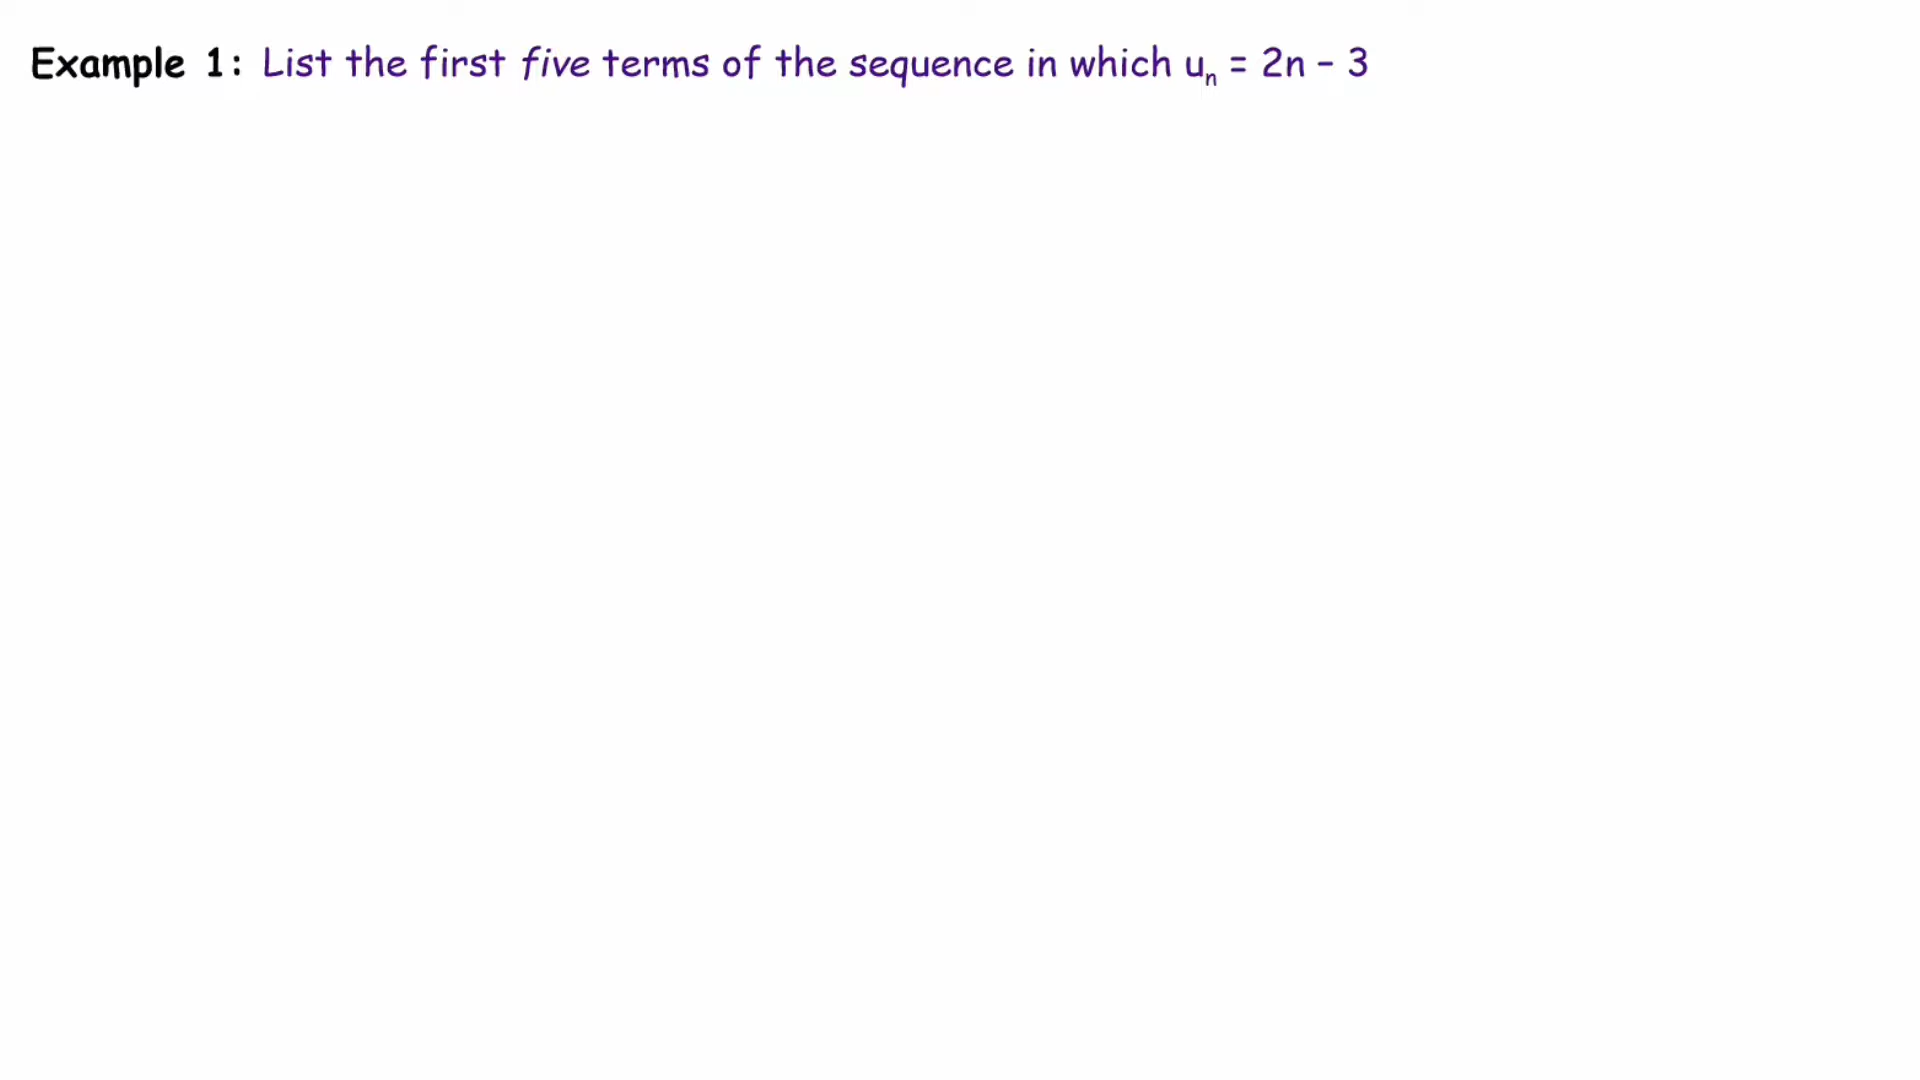 Example 1: List the first five terms of the sequence in which uₙ = 2n – 3